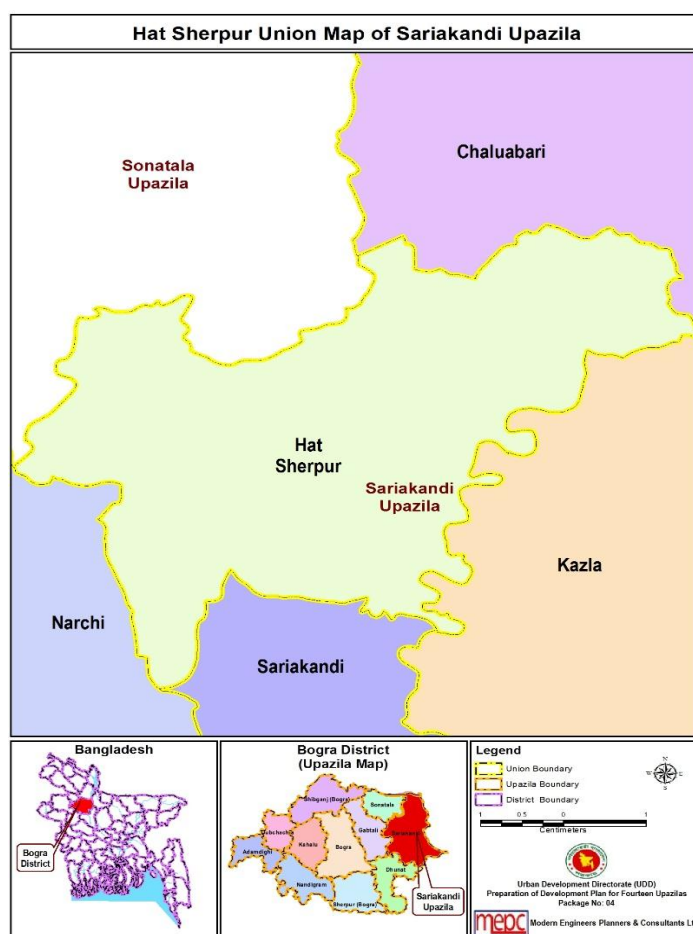 Hat Sherpur Union Map of Sariakandi Upazila
Sonatala
Upazila
Chaluabari
Hat
Sherpur
Sariakandi
Upazila
Kazla
Narchi
Sariakandi
Bangladesh
Bogra
District
Bogra District
(Upazila Map)
Shibganj (Bogra)
Sonatala
Gabtali
Kahalu
Bogra
Adamdighi
Dhunat
Nandigram
Sherpur (Bogra)
Sariakandi
Upazila
Legend
Union Boundary
Upazila Boundary
District Boundary
1 0.5 0 1
Centimeters
Urban Development Directorate (UDD)
Preparation of Development Plan for Fourteen Upazilas
Package No: 04
mepc
Modern Engineers Planners & Consultants Lt